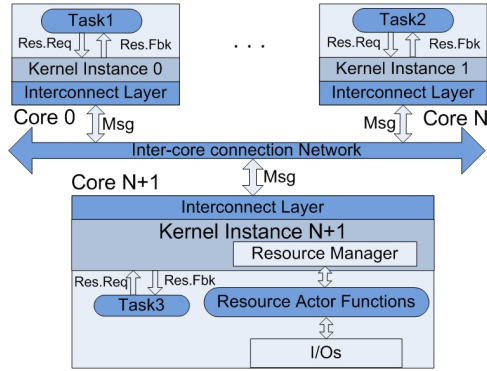 Task1
Task2
Res.Req
Res.Fbk
. . .
Res.Req
Res.Fbk
Kernel Instance 0
Kernel Instance 1
Interconnect Layer
Interconnect Layer
Core 0
Msg
Msg
Core N
Inter-core connection Network
Core N+1
Msg
Interconnect Layer
Kernel Instance N+1
Resource Manager
Res.Req
Res.Fbk
Task3
Resource Actor Functions
I/Os